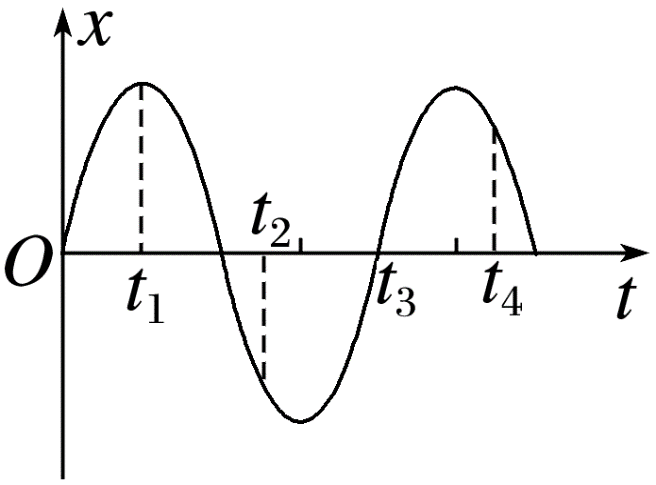 x
t₂
O
t₁
t₃
t₄
t